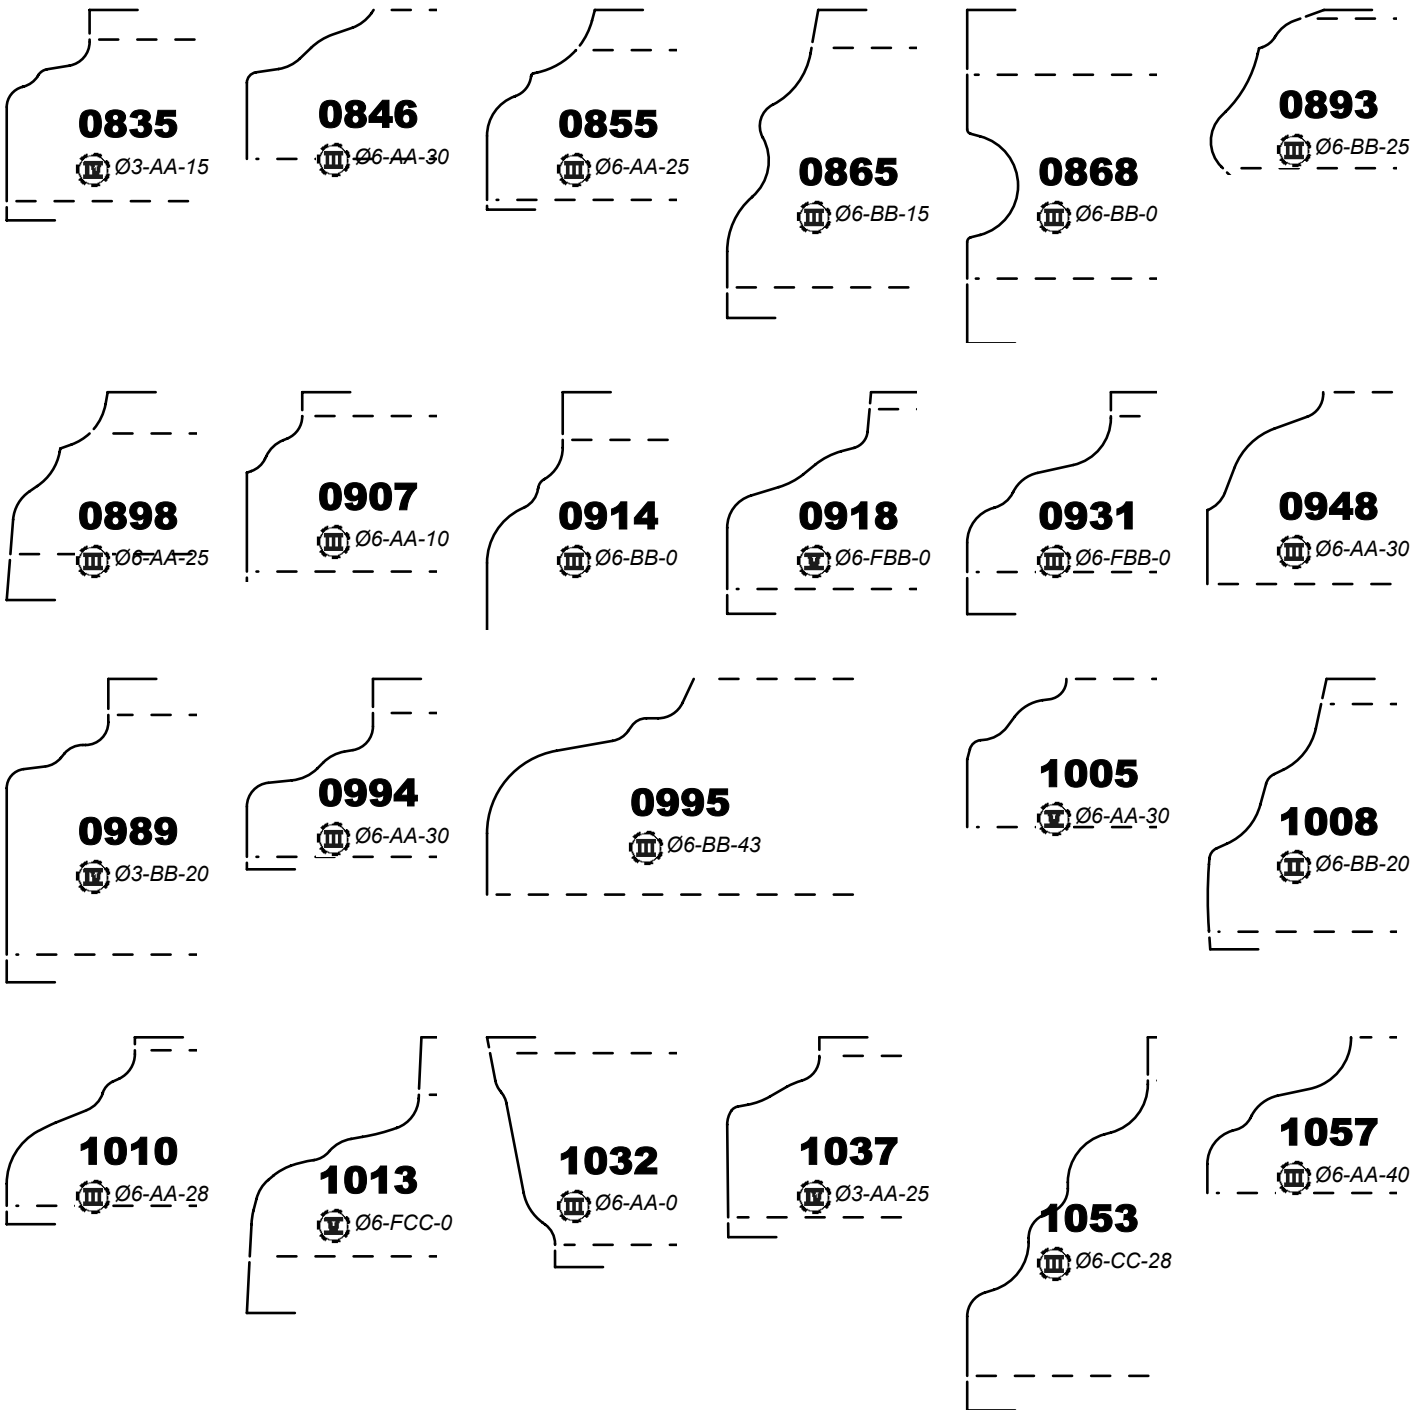 0835
IV Ø3-AA-15
0846
III Ø6-AA-30
0855
III Ø6-AA-25
0865
III Ø6-BB-15
0868
III Ø6-BB-0
0893
III Ø6-BB-25
0898
III Ø6-AA-25
0907
III Ø6-AA-10
0914
III Ø6-BB-0
0918
V Ø6-FBB-0
0931
III Ø6-FBB-0
0948
III Ø6-AA-30
0989
IV Ø3-BB-20
0994
III Ø6-AA-30
0995
III Ø6-BB-43
1005
V Ø6-AA-30
1008
II Ø6-BB-20
1010
III Ø6-AA-28
1013
V Ø6-FCC-0
1032
III Ø6-AA-0
1037
IV Ø3-AA-25
1053
III Ø6-CC-28
1057
III Ø6-AA-40